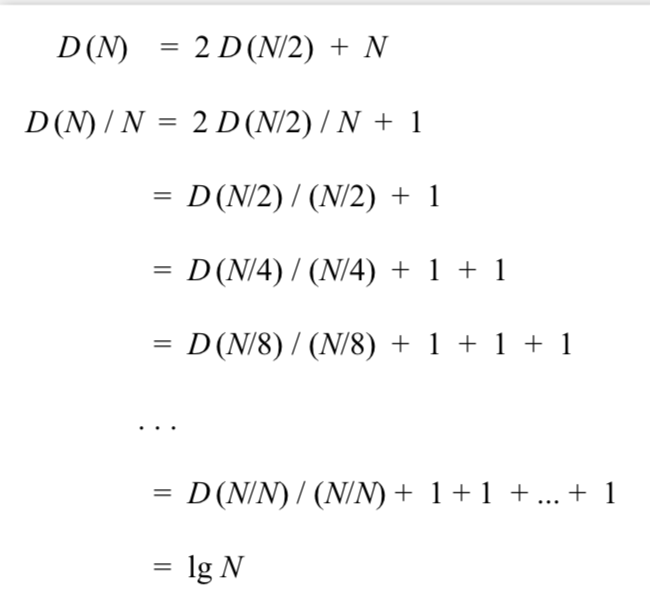 D(N) = 2 D(N/2) + N
D(N) / N = 2 D(N/2) / N + 1
= D(N/2) / (N/2) + 1
= D(N/4) / (N/4) + 1 + 1
= D(N/8) / (N/8) + 1 + 1 + 1
. . .
= D(N/N) / (N/N) + 1 + 1 + ... + 1
= lg N